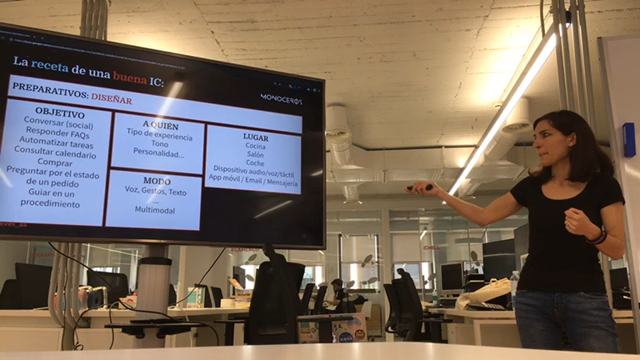 La receta de una buena IC:
PREPARATIVOS: DISEÑAR
MONOCEROS
OBJETIVO
Conversar (social)
Responder FAQs
Automatizar tareas
Consultar calendario
Comprar
Preguntar por el estado
de un pedido
Guiar en un
procedimiento
A QUIÉN
Tipo de experiencia
Tono
Personalidad...
MODO
Voz, Gestos, Texto
...
Multimodal
LUGAR
Cocina
Salón
Coche
Dispositivo audio/voz/táctil
App móvil / Email / Mensajería